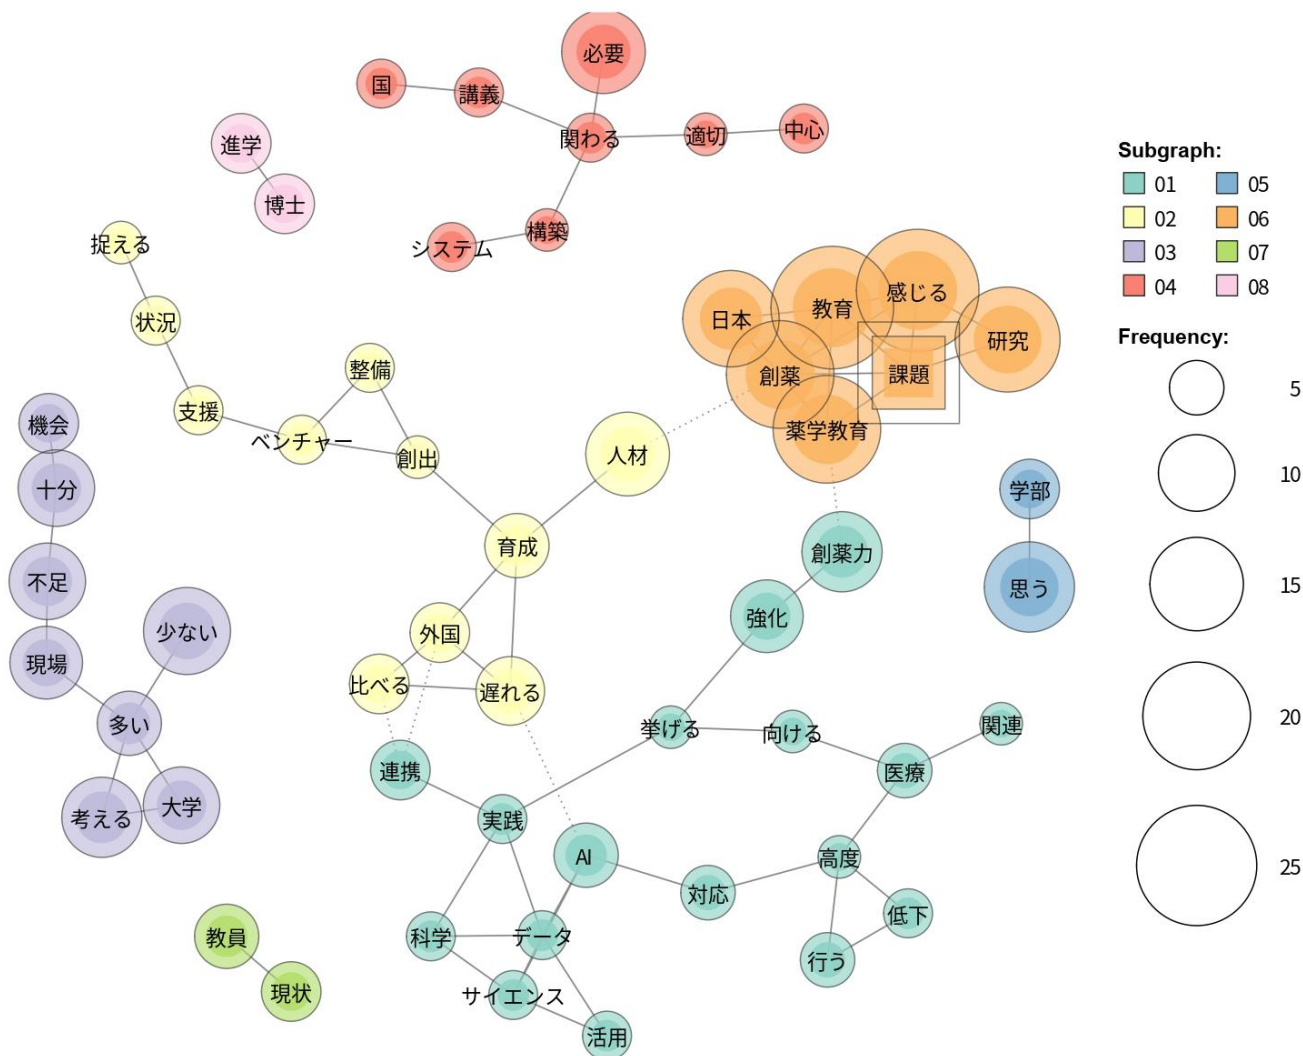 必要
国
講義
関わる
適切
中心
構築
システム
進学
博士
捉える
状況
支援
整備
ベンチャー
創出
人材
育成
外国
比べる
遅れる
日本
教育
感じる
研究
創薬
課題
薬学教育
創薬力
強化
学部
思う
機会
十分
不足
現場
少ない
多い
考える
大学
挙げる
向ける
関連
医療
連携
実践
AI
対応
高度
低下
行う
科学
データ
サイエンス
活用
教員
現状
Subgraph:
01 05
02 06
03 07
04 08
Frequency:
5
10
15
20
25